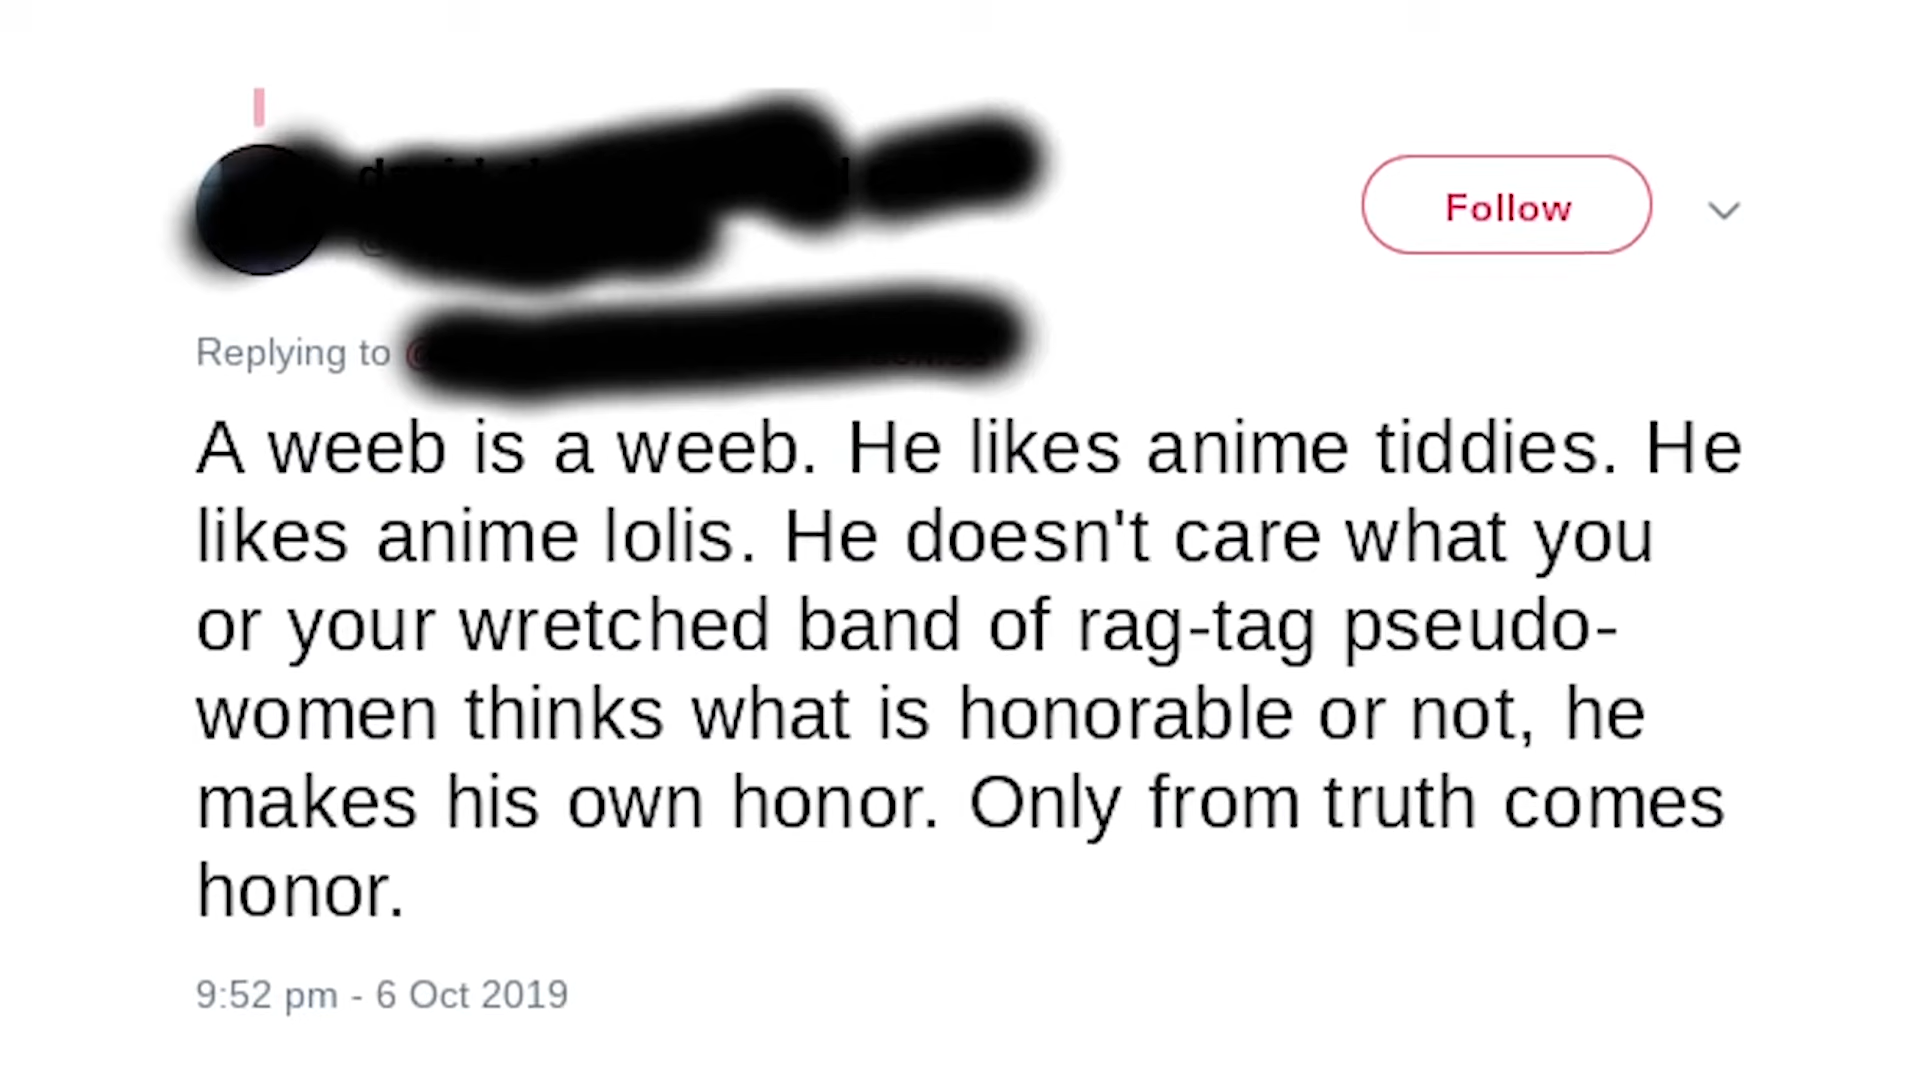 Follow
Replying to
A weeb is a weeb. He likes anime tiddies. He
likes anime lolis. He doesn't care what you
or your wretched band of rag-tag pseudo-
women thinks what is honorable or not, he
makes his own honor. Only from truth comes
honor.
9:52 pm - 6 Oct 2019